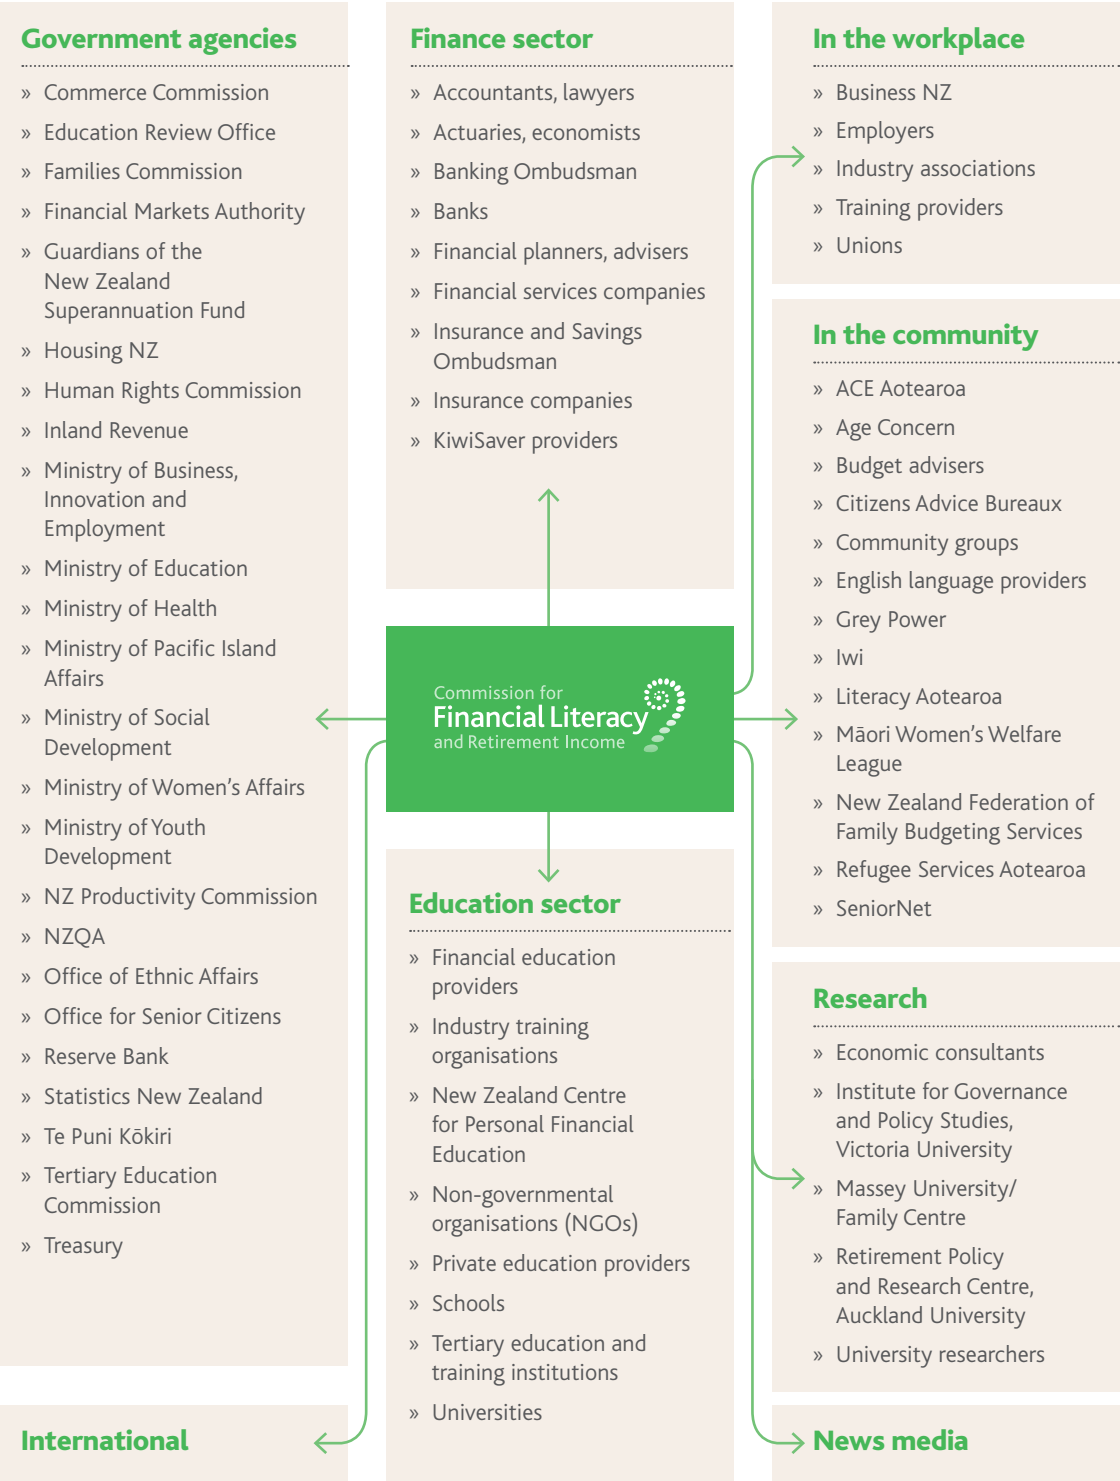 Government agencies
» Commerce Commission
» Education Review Office
» Families Commission
» Financial Markets Authority
» Guardians of the
New Zealand
Superannuation Fund
» Housing NZ
» Human Rights Commission
» Inland Revenue
» Ministry of Business,
Innovation and
Employment
» Ministry of Education
» Ministry of Health
» Ministry of Pacific Island
Affairs
» Ministry of Social
Development
» Ministry of Women's Affairs
» Ministry of Youth
Development
» NZ Productivity Commission
» NZQA
» Office of Ethnic Affairs
» Office for Senior Citizens
» Reserve Bank
» Statistics New Zealand
» Te Puni Kōkiri
» Tertiary Education
Commission
» Treasury
International
Finance sector
» Accountants, lawyers
» Actuaries, economists
» Banking Ombudsman
» Banks
» Financial planners, advisers
» Financial services companies
» Insurance and Savings
Ombudsman
» Insurance companies
» KiwiSaver providers
Commission for
Financial Literacy
and Retirement Income
Education sector
» Financial education
providers
» Industry training
organisations
» New Zealand Centre
for Personal Financial
Education
» Non-governmental
organisations (NGOs)
» Private education providers
» Schools
» Tertiary education and
training institutions
» Universities
In the workplace
» Business NZ
» Employers
» Industry associations
» Training providers
» Unions
In the community
» ACE Aotearoa
» Age Concern
» Budget advisers
» Citizens Advice Bureaux
» Community groups
» English language providers
» Grey Power
» Iwi
» Literacy Aotearoa
» Māori Women's Welfare
League
» New Zealand Federation of
Family Budgeting Services
» Refugee Services Aotearoa
» SeniorNet
Research
» Economic consultants
» Institute for Governance
and Policy Studies,
Victoria University
» Massey University/
Family Centre
» Retirement Policy
and Research Centre,
Auckland University
» University researchers
News media